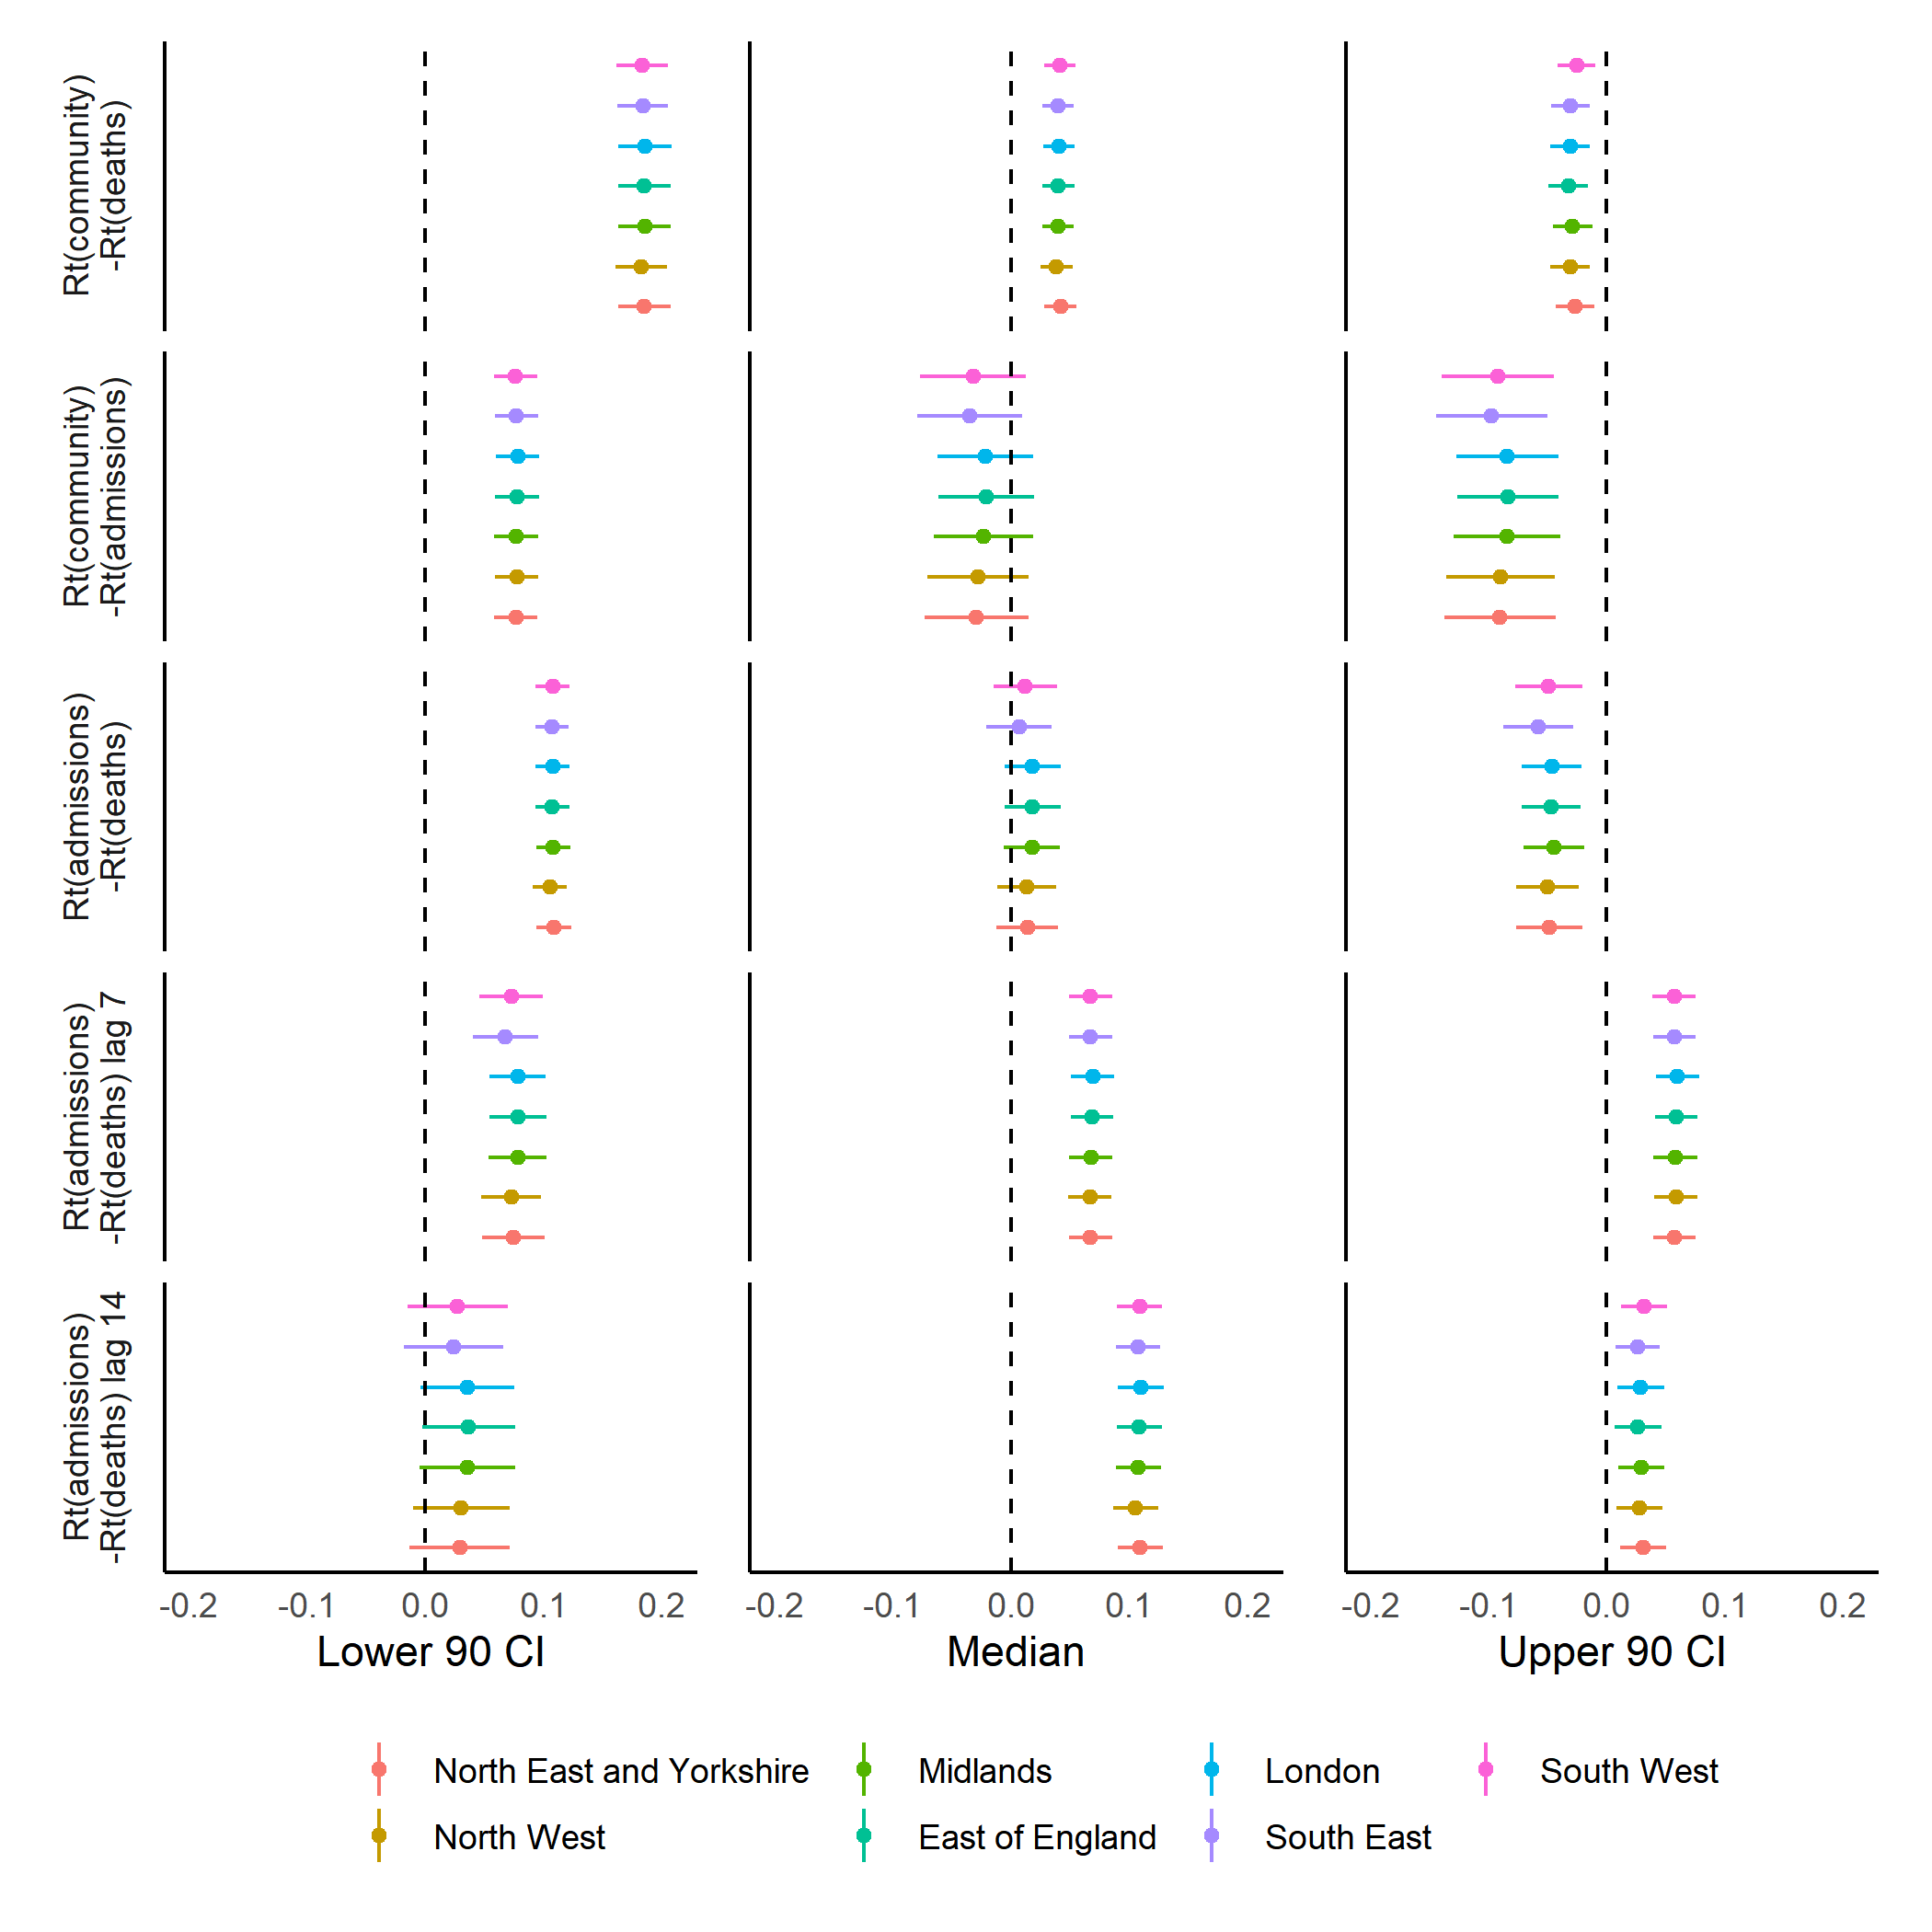 Rt(community)
-Rt(deaths)
Rt(community)
-Rt(admissions)
Rt(admissions)
-Rt(deaths)
Rt(admissions)
-Rt(deaths) lag 7
Rt(admissions)
-Rt(deaths) lag 14
-0.2 -0.1 0.0 0.1 0.2
-0.2 -0.1 0.0 0.1 0.2
-0.2 -0.1 0.0 0.1 0.2
Lower 90 CI
Median
Upper 90 CI
North East and Yorkshire
North West
Midlands
East of England
London
South East
South West